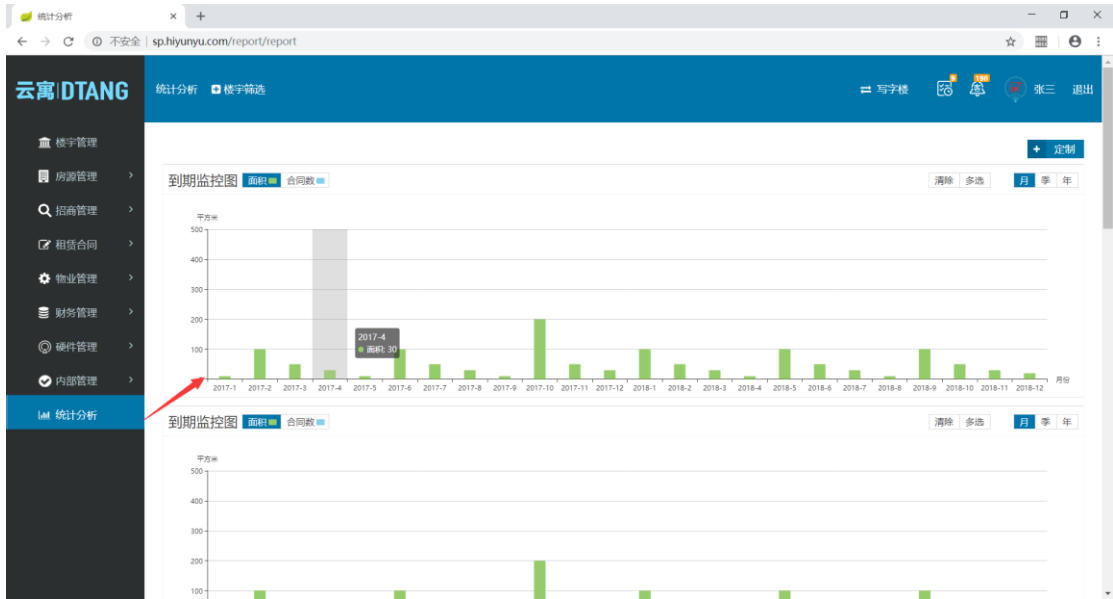 统计分析
不安全 | sp.hiyunyu.com/report/report
云寓|DTANG
统计分析 楼宇筛选 写字楼 9 198 张三 退出
楼宇管理
房源管理
招商管理
租赁合同
物业管理
财务管理
硬件管理
内部管理
统计分析
+ 定制
到期监控图 面积 合同数 清除 多选 月 季 年
平方米
500
400
300
200
100
2017-4
面积: 30
2017-1 2017-2 2017-3 2017-4 2017-5 2017-6 2017-7 2017-8 2017-9 2017-10 2017-11 2017-12 2018-1 2018-2 2018-3 2018-4 2018-5 2018-6 2018-7 2018-8 2018-9 2018-10 2018-11 2018-12 月份
到期监控图 面积 合同数 清除 多选 月 季 年
平方米
500
400
300
200
100